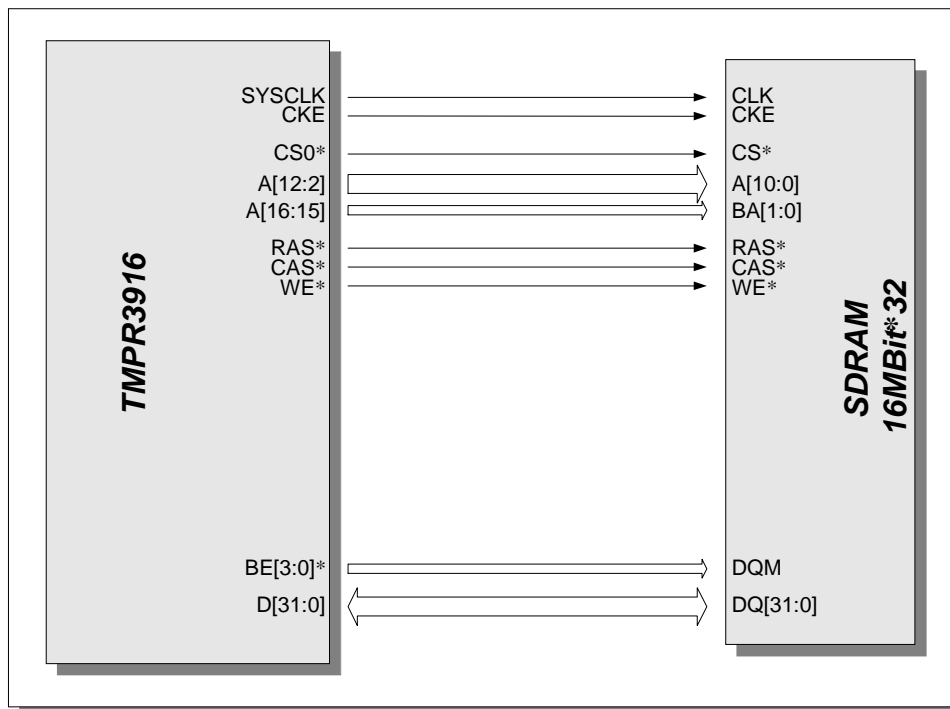 TMPR3916
SYSCLK
CKE
CS0*
A[12:2]
A[16:15]
RAS*
CAS*
WE*
BE[3:0]*
D[31:0]
CLK
CKE
CS*
A[10:0]
BA[1:0]
RAS*
CAS*
WE*
DQM
DQ[31:0]
SDRAM
16MBit*32